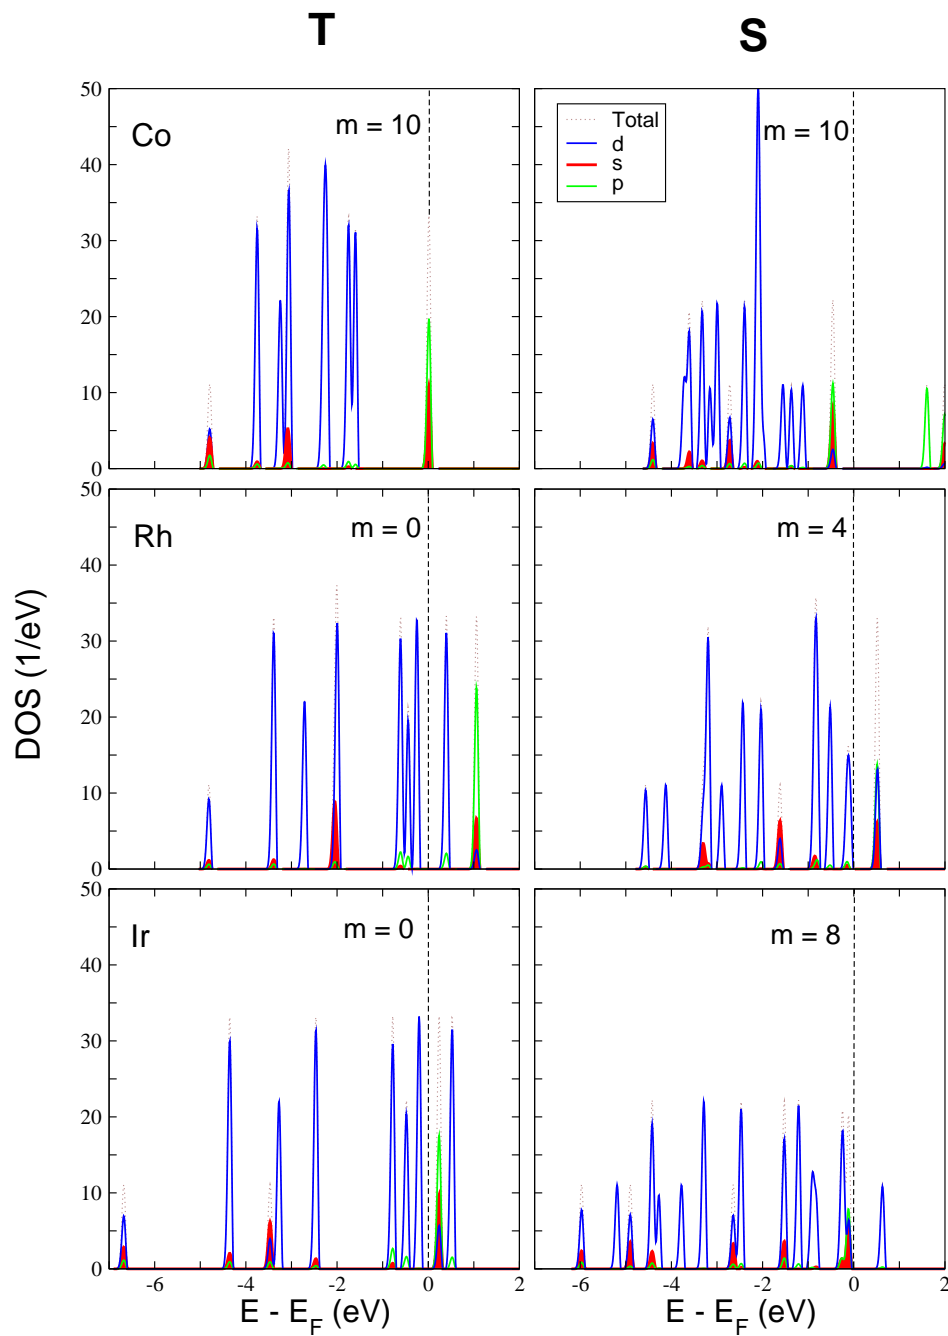 T
S
Co
m = 10
m = 10
Total
d
s
p
50
40
30
20
10
0
Rh
m = 0
m = 4
50
40
30
20
10
0
DOS (1/eV)
Ir
m = 0
m = 8
50
40
30
20
10
0
-6 -4 -2 0 2
-6 -4 -2 0 2
E - E_F (eV)
E - E_F (eV)